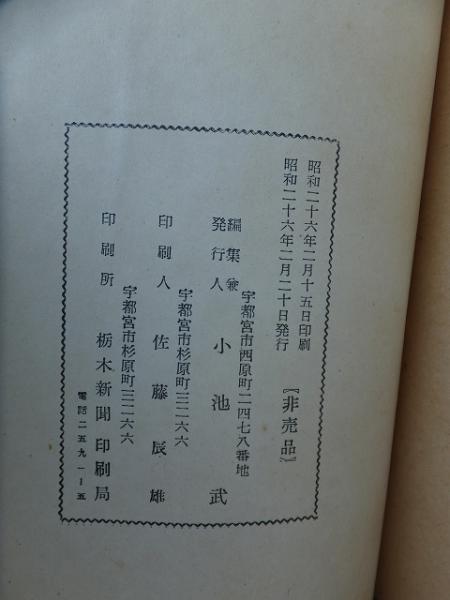 昭和二十六年二月十五日印刷
昭和二十六年二月二十日発行
『非売品』
宇都宮市西原町二四七八番地
編集兼
発行人 小池武
宇都宮市杉原町三二六六
印刷人 佐藤辰雄
宇都宮市杉原町三二六六
印刷所 栃木新聞印刷局
電話二五九一ー五